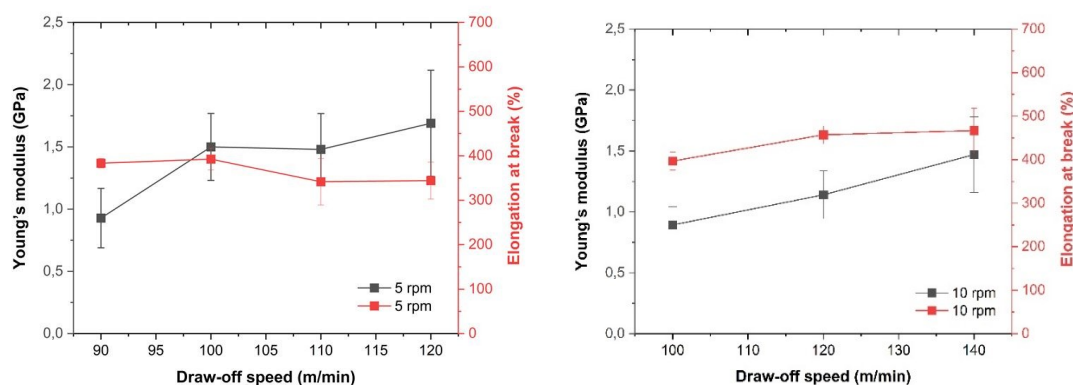 2,5
2,0
1,5
1,0
0,5
0,0
Young's modulus (GPa)
700
600
500
400
300
200
100
0
Elongation at break (%)
5 rpm
5 rpm
90 95 100 105 110 115 120
Draw-off speed (m/min)
2,5
2,0
1,5
1,0
0,5
0,0
Young's modulus (GPa)
700
600
500
400
300
200
100
0
Elongation at break (%)
10 rpm
10 rpm
100 110 120 130 140
Draw-off speed (m/min)